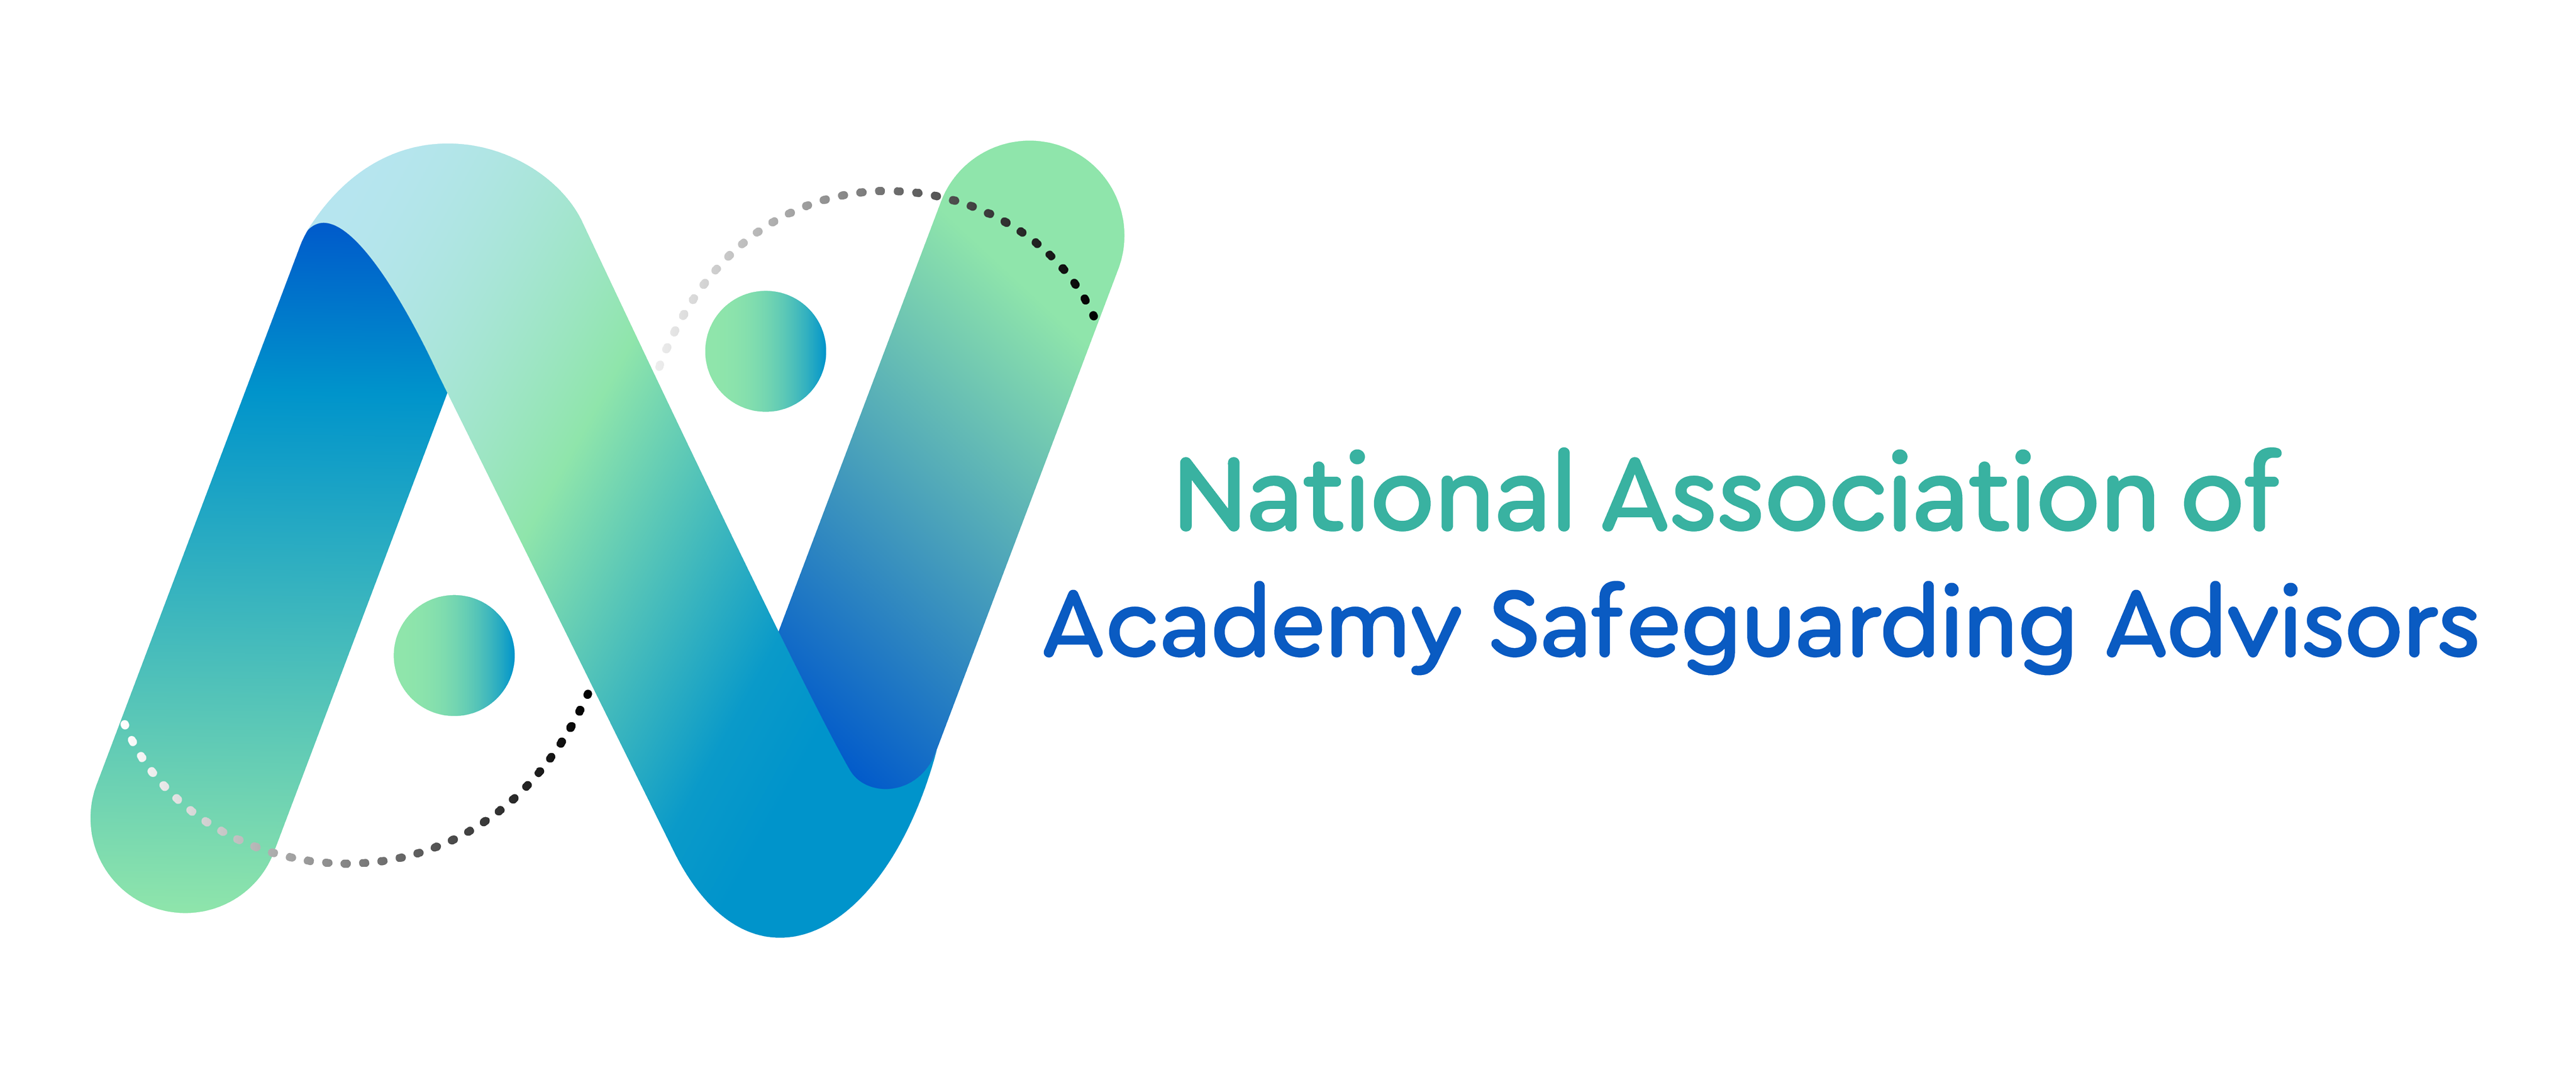 National Association of
Academy Safeguarding Advisors